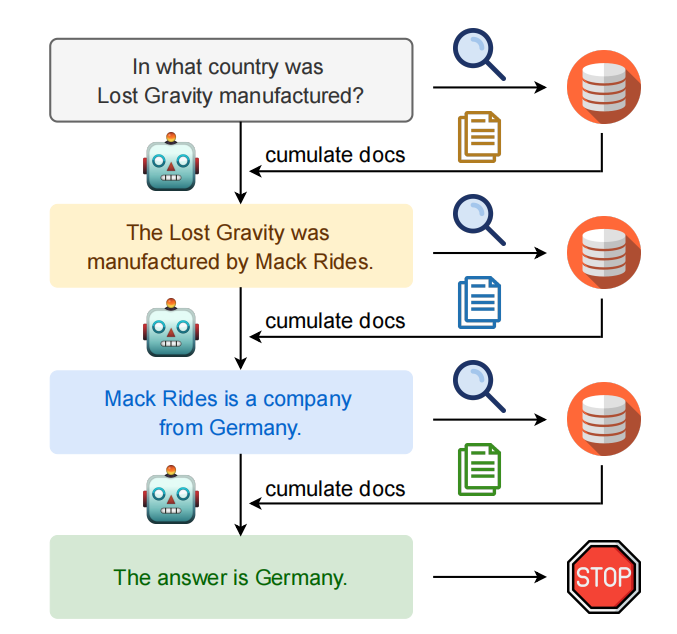 In what country was
Lost Gravity manufactured?
cumulate docs
The Lost Gravity was
manufactured by Mack Rides.
cumulate docs
Mack Rides is a company
from Germany.
cumulate docs
The answer is Germany.
STOP